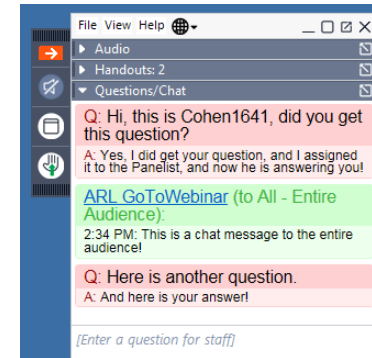 File View Help
Audio
Handouts: 2
Questions/Chat
Q: Hi, this is Cohen1641, did you get
this question?
A: Yes, I did get your question, and I assigned
it to the Panelist, and now he is answering you!
ARL GoToWebinar (to All - Entire
Audience):
2:34 PM: This is a chat message to the entire
audience!
Q: Here is another question.
A: And here is your answer!
[Enter a question for staff]